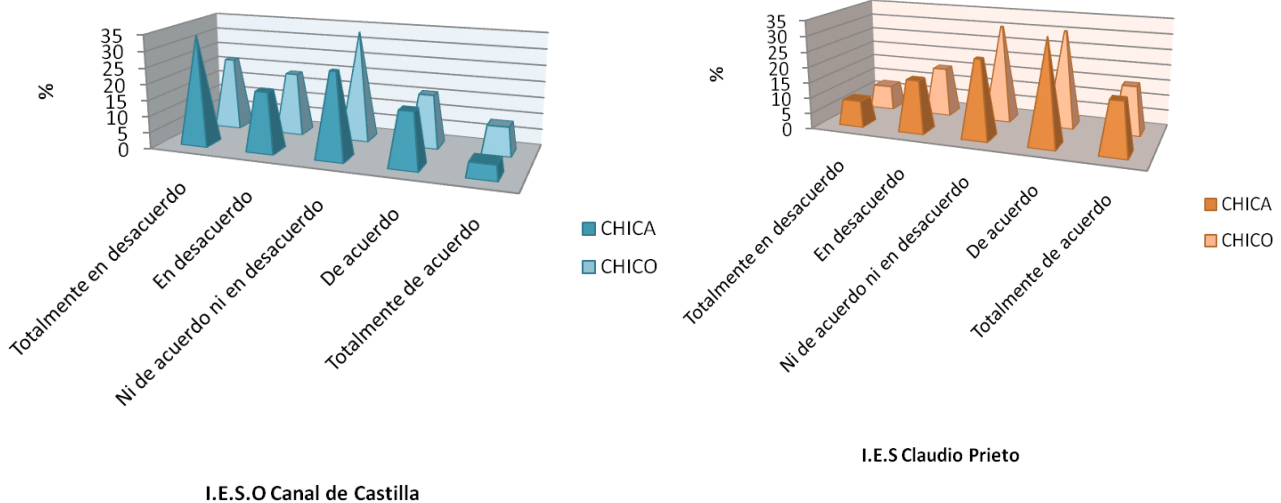 35
30
25
20
15
10
5
0
%
Totalmente en desacuerdo
En desacuerdo
Ni de acuerdo ni en desacuerdo
De acuerdo
Totalmente de acuerdo
CHICA
CHICO
I.E.S.O Canal de Castilla
35
30
25
20
15
10
5
0
%
Totalmente en desacuerdo
En desacuerdo
Ni de acuerdo ni en desacuerdo
De acuerdo
Totalmente de acuerdo
CHICA
CHICO
I.E.S Claudio Prieto